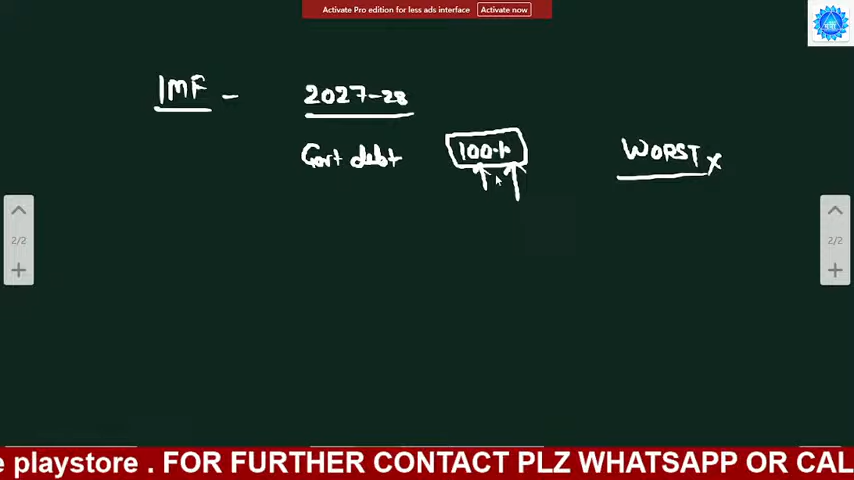 Activate Pro edition for less ads interface Activate now
IMF - 2027-28
Govt debt 100% WORST x
2/2 2/2
e playstore . FOR FURTHER CONTACT PLZ WHATSAPP OR CAL